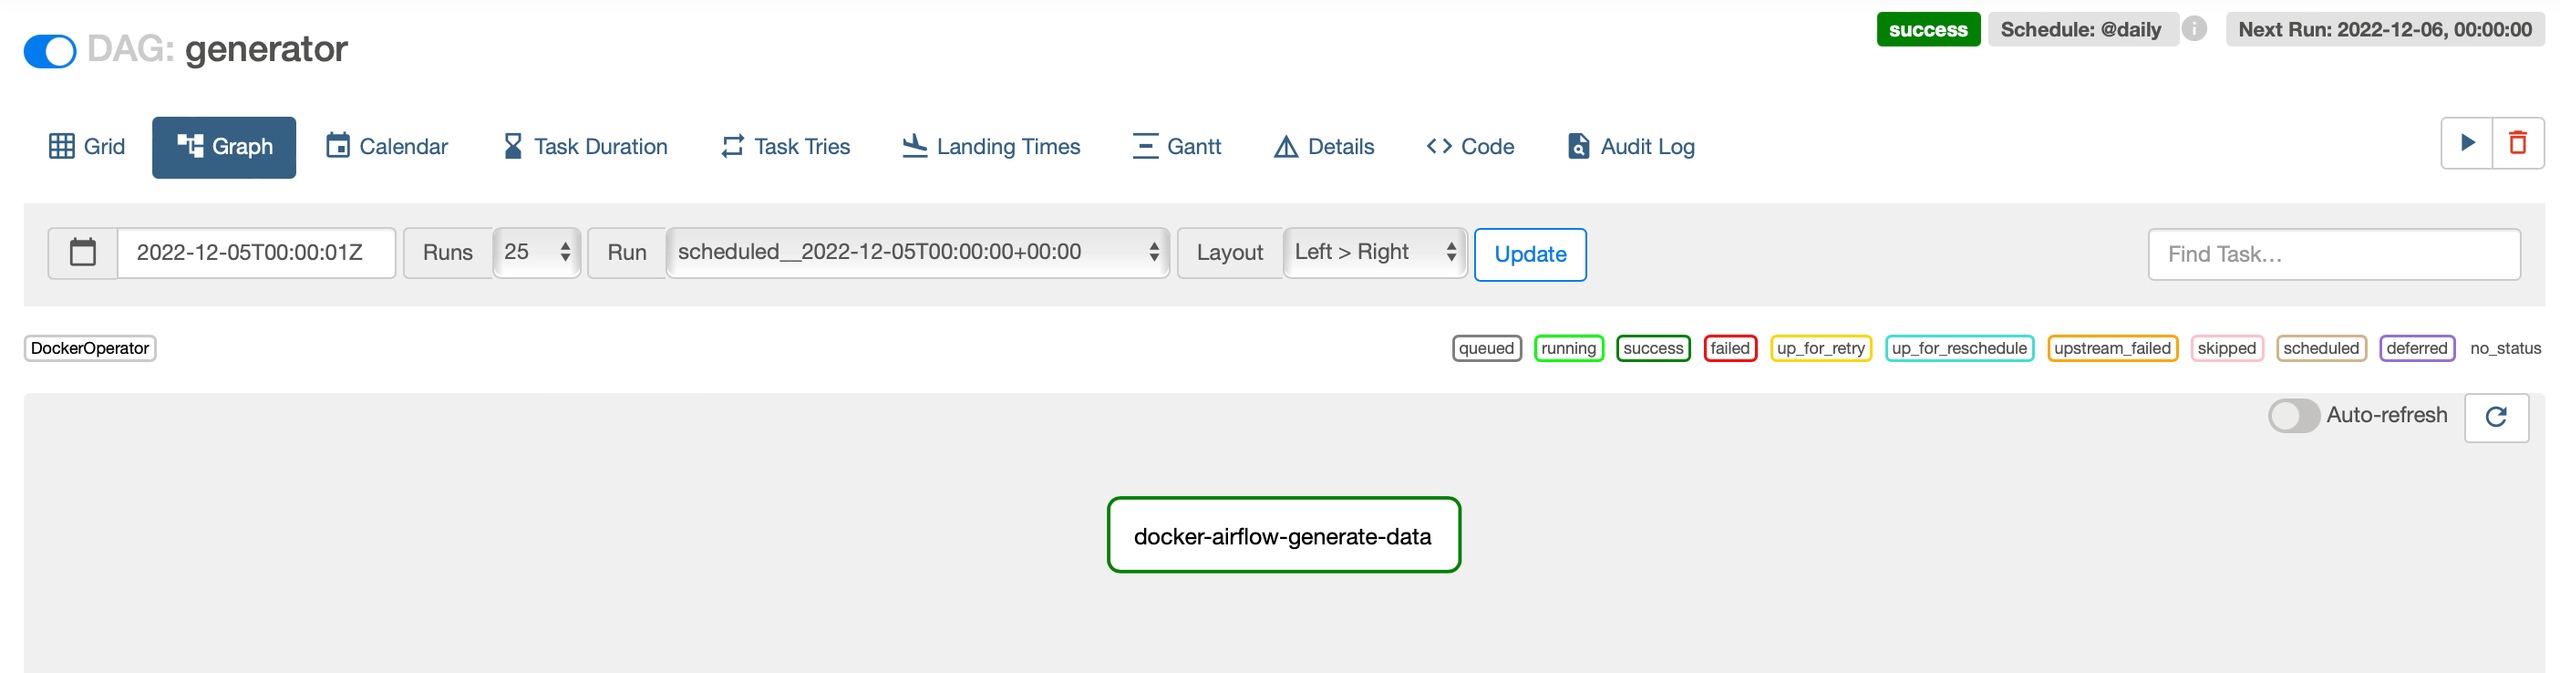 DAG: generator
success
Schedule: @daily
Next Run: 2022-12-06, 00:00:00
Grid
Graph
Calendar
Task Duration
Task Tries
Landing Times
Gantt
Details
Code
Audit Log
2022-12-05T00:00:01Z
Runs
25
Run
scheduled__2022-12-05T00:00:00+00:00
Layout
Left > Right
Update
Find Task...
DockerOperator
queued
running
success
failed
up_for_retry
up_for_reschedule
upstream_failed
skipped
scheduled
deferred
no_status
Auto-refresh
docker-airflow-generate-data